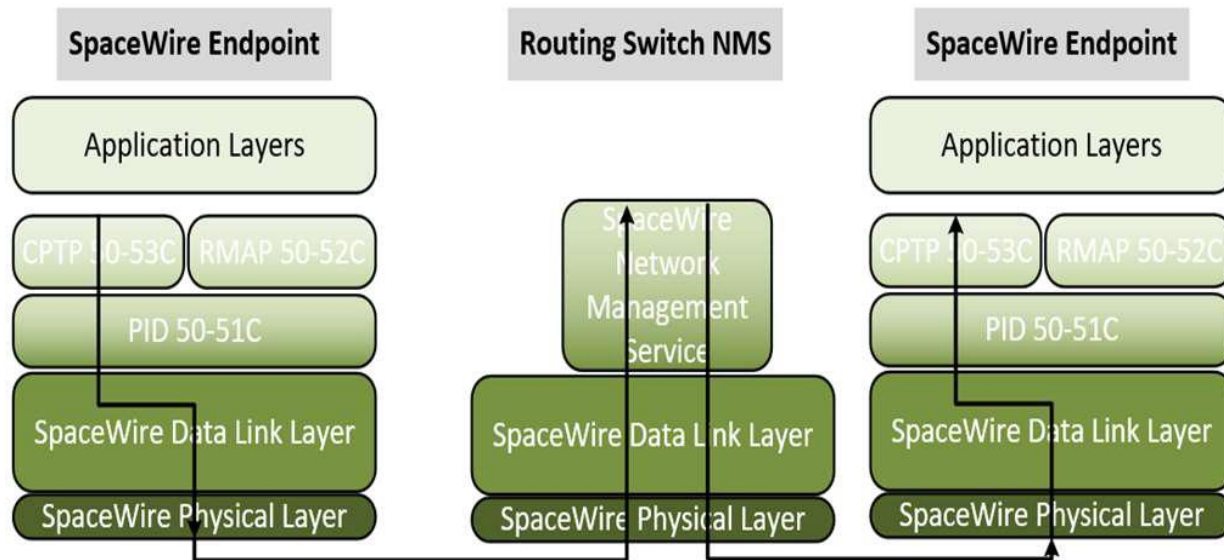 SpaceWire Endpoint
Routing Switch NMS
SpaceWire Endpoint
Application Layers
Application Layers
CPTP 50-53C
RMAP 50-52C
SpaceWire
Network
Management
Service
CPTP 50-53C
RMAP 50-52C
PID 50-51C
PID 50-51C
SpaceWire Data Link Layer
SpaceWire Data Link Layer
SpaceWire Data Link Layer
SpaceWire Physical Layer
SpaceWire Physical Layer
SpaceWire Physical Layer